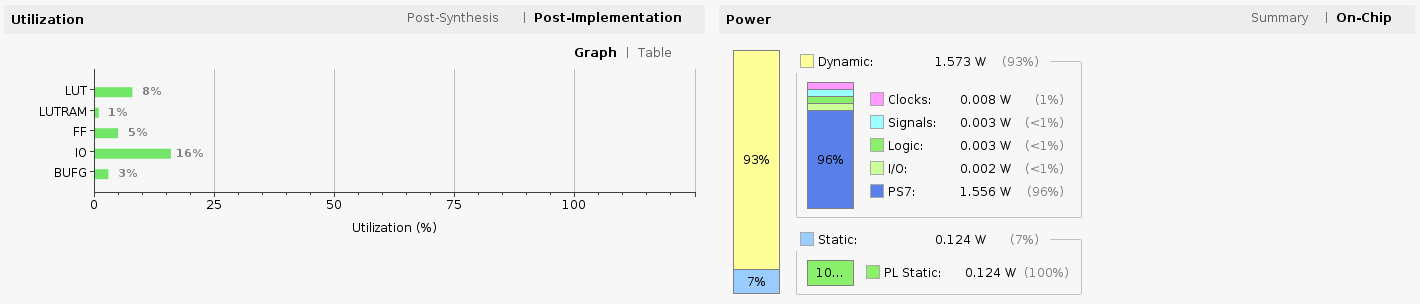 Utilization
Post-Synthesis | Post-Implementation
Graph | Table
LUT 8%
LUTRAM 1%
FF 5%
IO 16%
BUFG 3%
0 25 50 75 100
Utilization (%)
Power
Summary | On-Chip
93%
7%
Dynamic: 1.573 W (93%)
96%
Clocks: 0.008 W (1%)
Signals: 0.003 W (<1%)
Logic: 0.003 W (<1%)
I/O: 0.002 W (<1%)
PS7: 1.556 W (96%)
Static: 0.124 W (7%)
10...
PL Static: 0.124 W (100%)